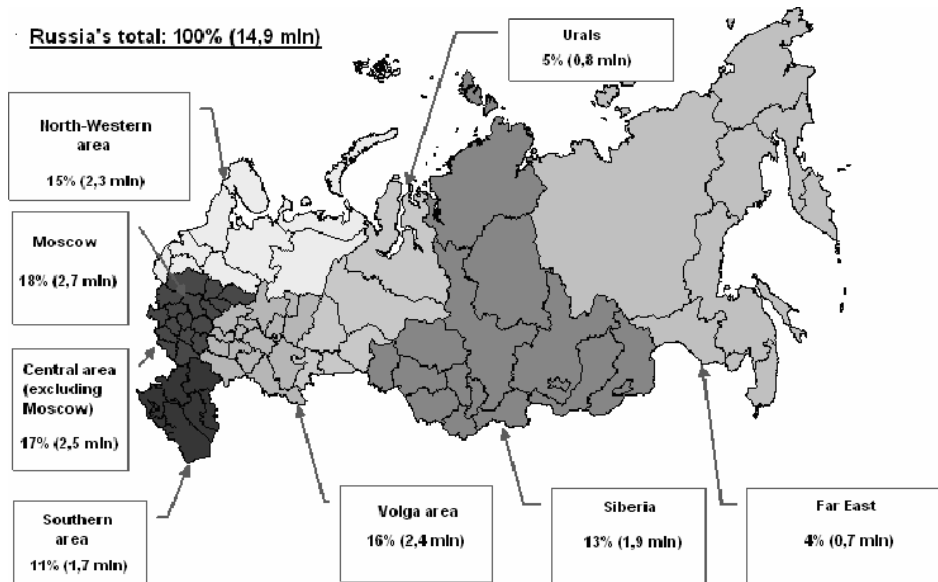 Russia's total: 100% (14,9 mln)
Urals
5% (0,8 mln)
North-Western
area
15% (2,3 mln)
Moscow
18% (2,7 mln)
Central area
(excluding
Moscow)
17% (2,5 mln)
Southern
area
11% (1,7 mln)
Volga area
16% (2,4 mln)
Siberia
13% (1,9 mln)
Far East
4% (0,7 mln)